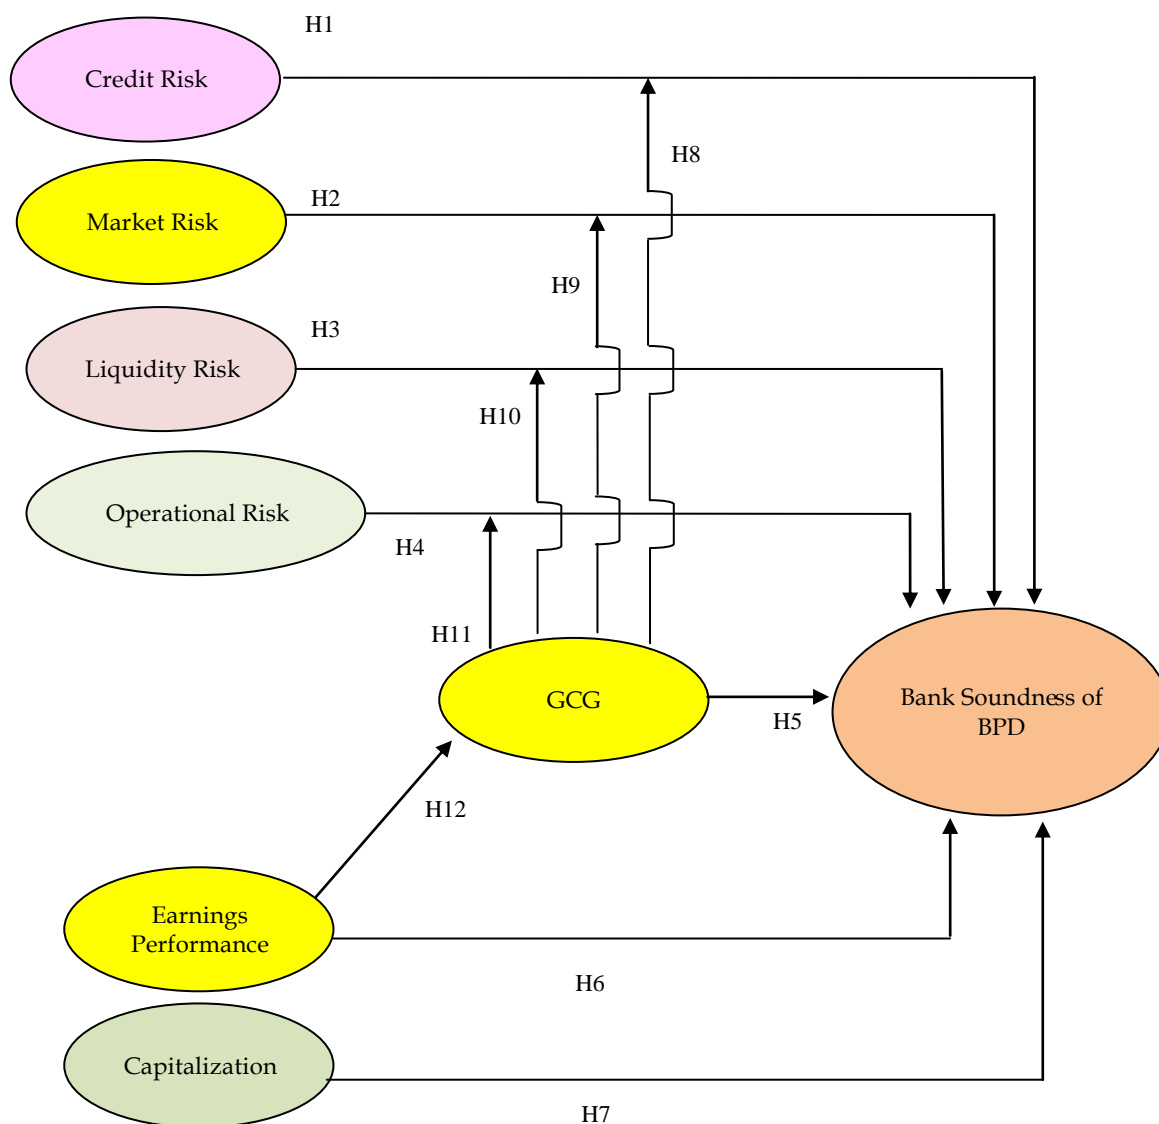 H1
Credit Risk
H8
H2
Market Risk
H9
H3
Liquidity Risk
H10
Operational Risk
H4
H11
GCG
H5
Bank Soundness of
BPD
H12
Earnings
Performance
H6
Capitalization
H7